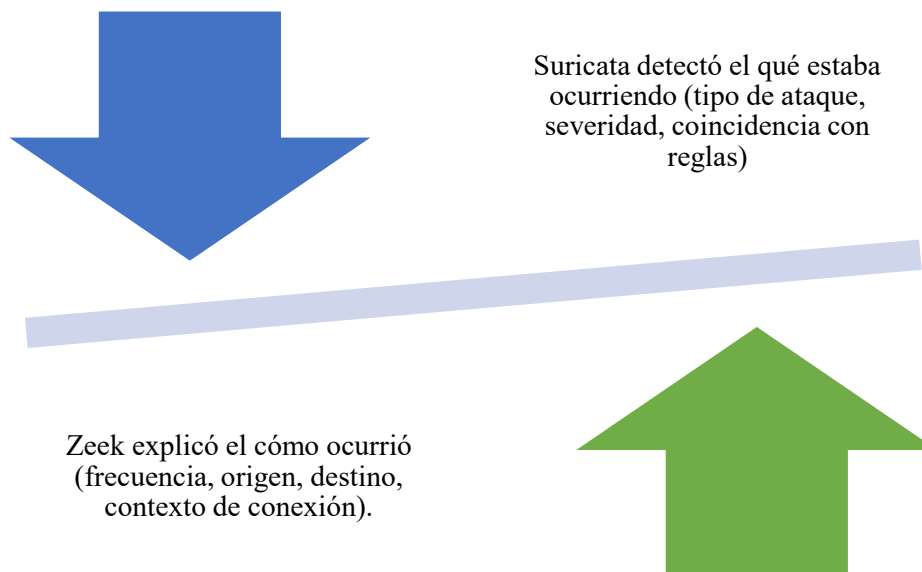 Suricata detectó el qué estaba
ocurriendo (tipo de ataque,
severidad, coincidencia con
reglas)
Zeek explicó el cómo ocurrió
(frecuencia, origen, destino,
contexto de conexión).